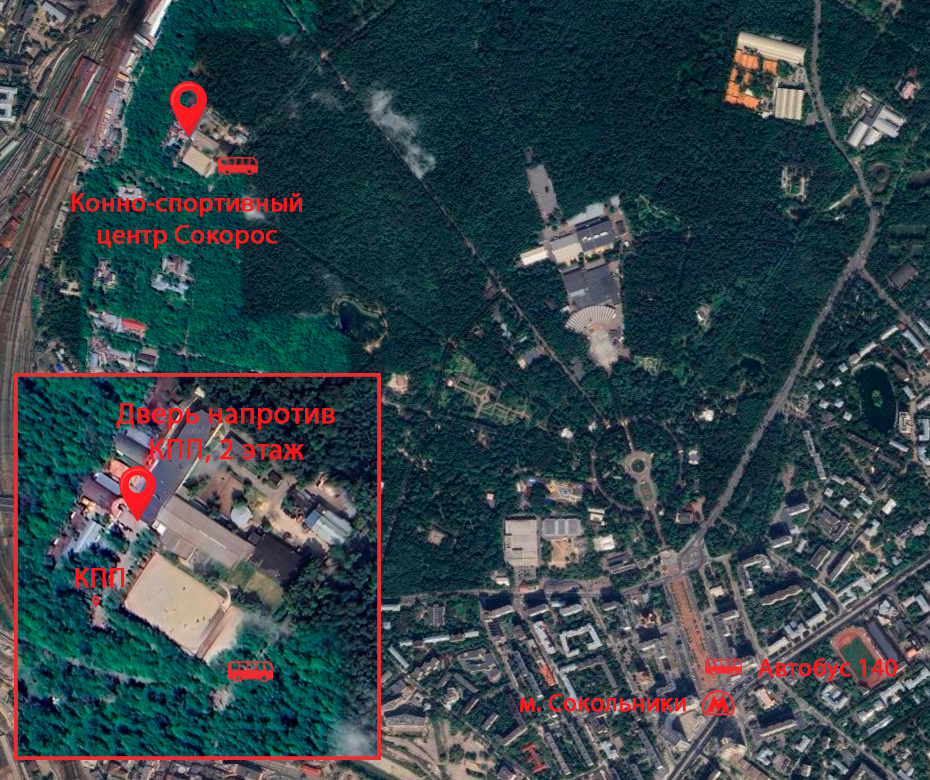 Конно-спортивный
центр Сокорос
Дверь напротив
КПП, 2 этаж
КПП
Автобус 140
м. Сокольники М